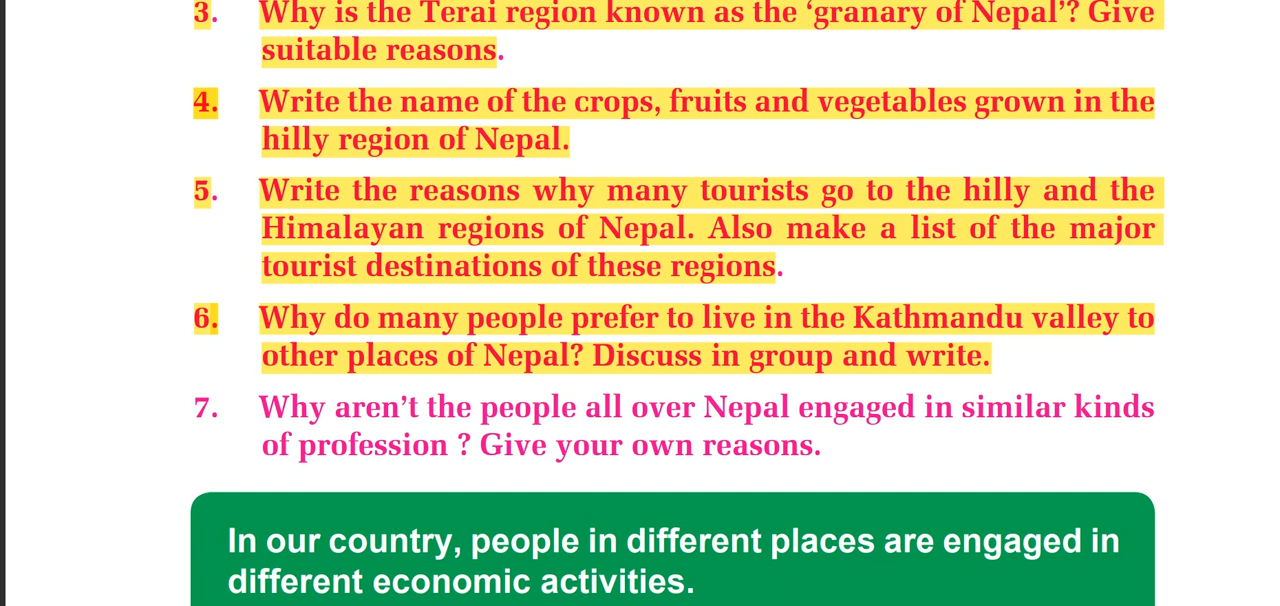 3. Why is the Terai region known as the ‘granary of Nepal’? Give
suitable reasons.
4. Write the name of the crops, fruits and vegetables grown in the
hilly region of Nepal.
5. Write the reasons why many tourists go to the hilly and the
Himalayan regions of Nepal. Also make a list of the major
tourist destinations of these regions.
6. Why do many people prefer to live in the Kathmandu valley to
other places of Nepal? Discuss in group and write.
7. Why aren’t the people all over Nepal engaged in similar kinds
of profession ? Give your own reasons.
In our country, people in different places are engaged in
different economic activities.